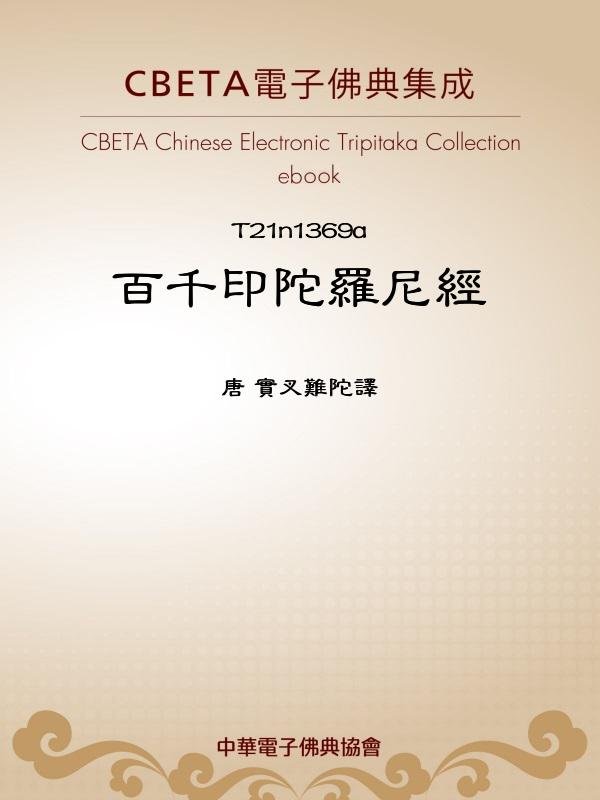 CBETA電子佛典集成
CBETA Chinese Electronic Tripitaka Collection
ebook
T21n1369a
百千印陀羅尼經
唐 實叉難陀譯
中華電子佛典協會